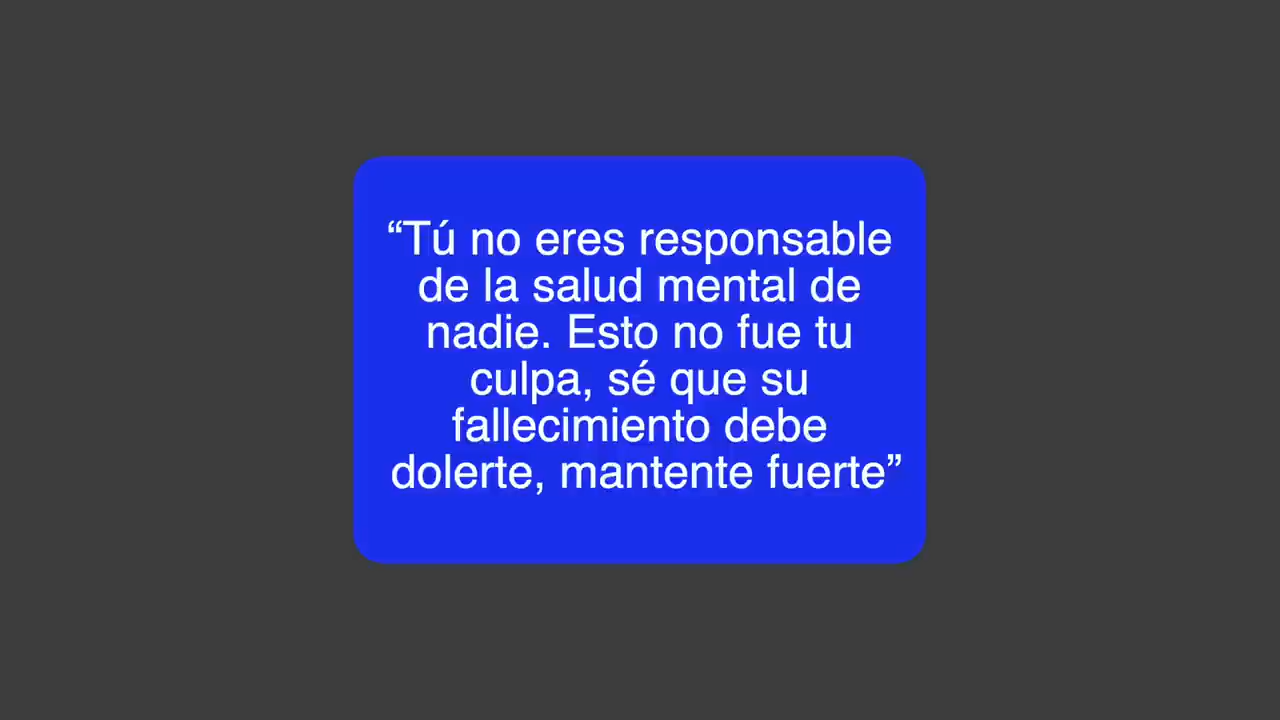 “Tú no eres responsable
de la salud mental de
nadie. Esto no fue tu
culpa, sé que su
fallecimiento debe
dolerte, mantente fuerte”